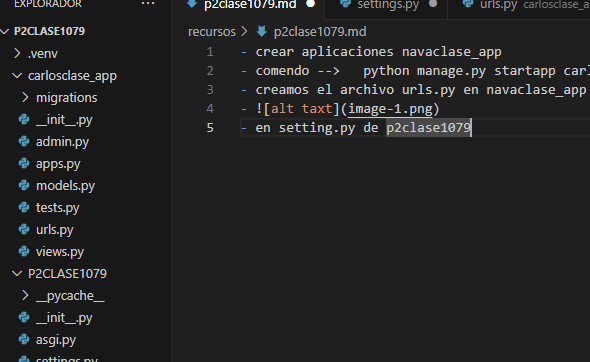 EXPLORADOR ...
P2CLASE1079
.venv
carlosclase_app
migrations
__init__.py
admin.py
apps.py
models.py
tests.py
urls.py
views.py
P2CLASE1079
__pycache__
__init__.py
asgi.py
settings.py
p2clase1079.md
settings.py
urls.py carlosclase_a
recursos > p2clase1079.md
1 - crear aplicaciones navaclase_app
2 - comendo --> python manage.py startapp carl
3 - creamos el archivo urls.py en navaclase_app
4 - ![alt taxt](image-1.png)
5 - en setting.py de p2clase1079